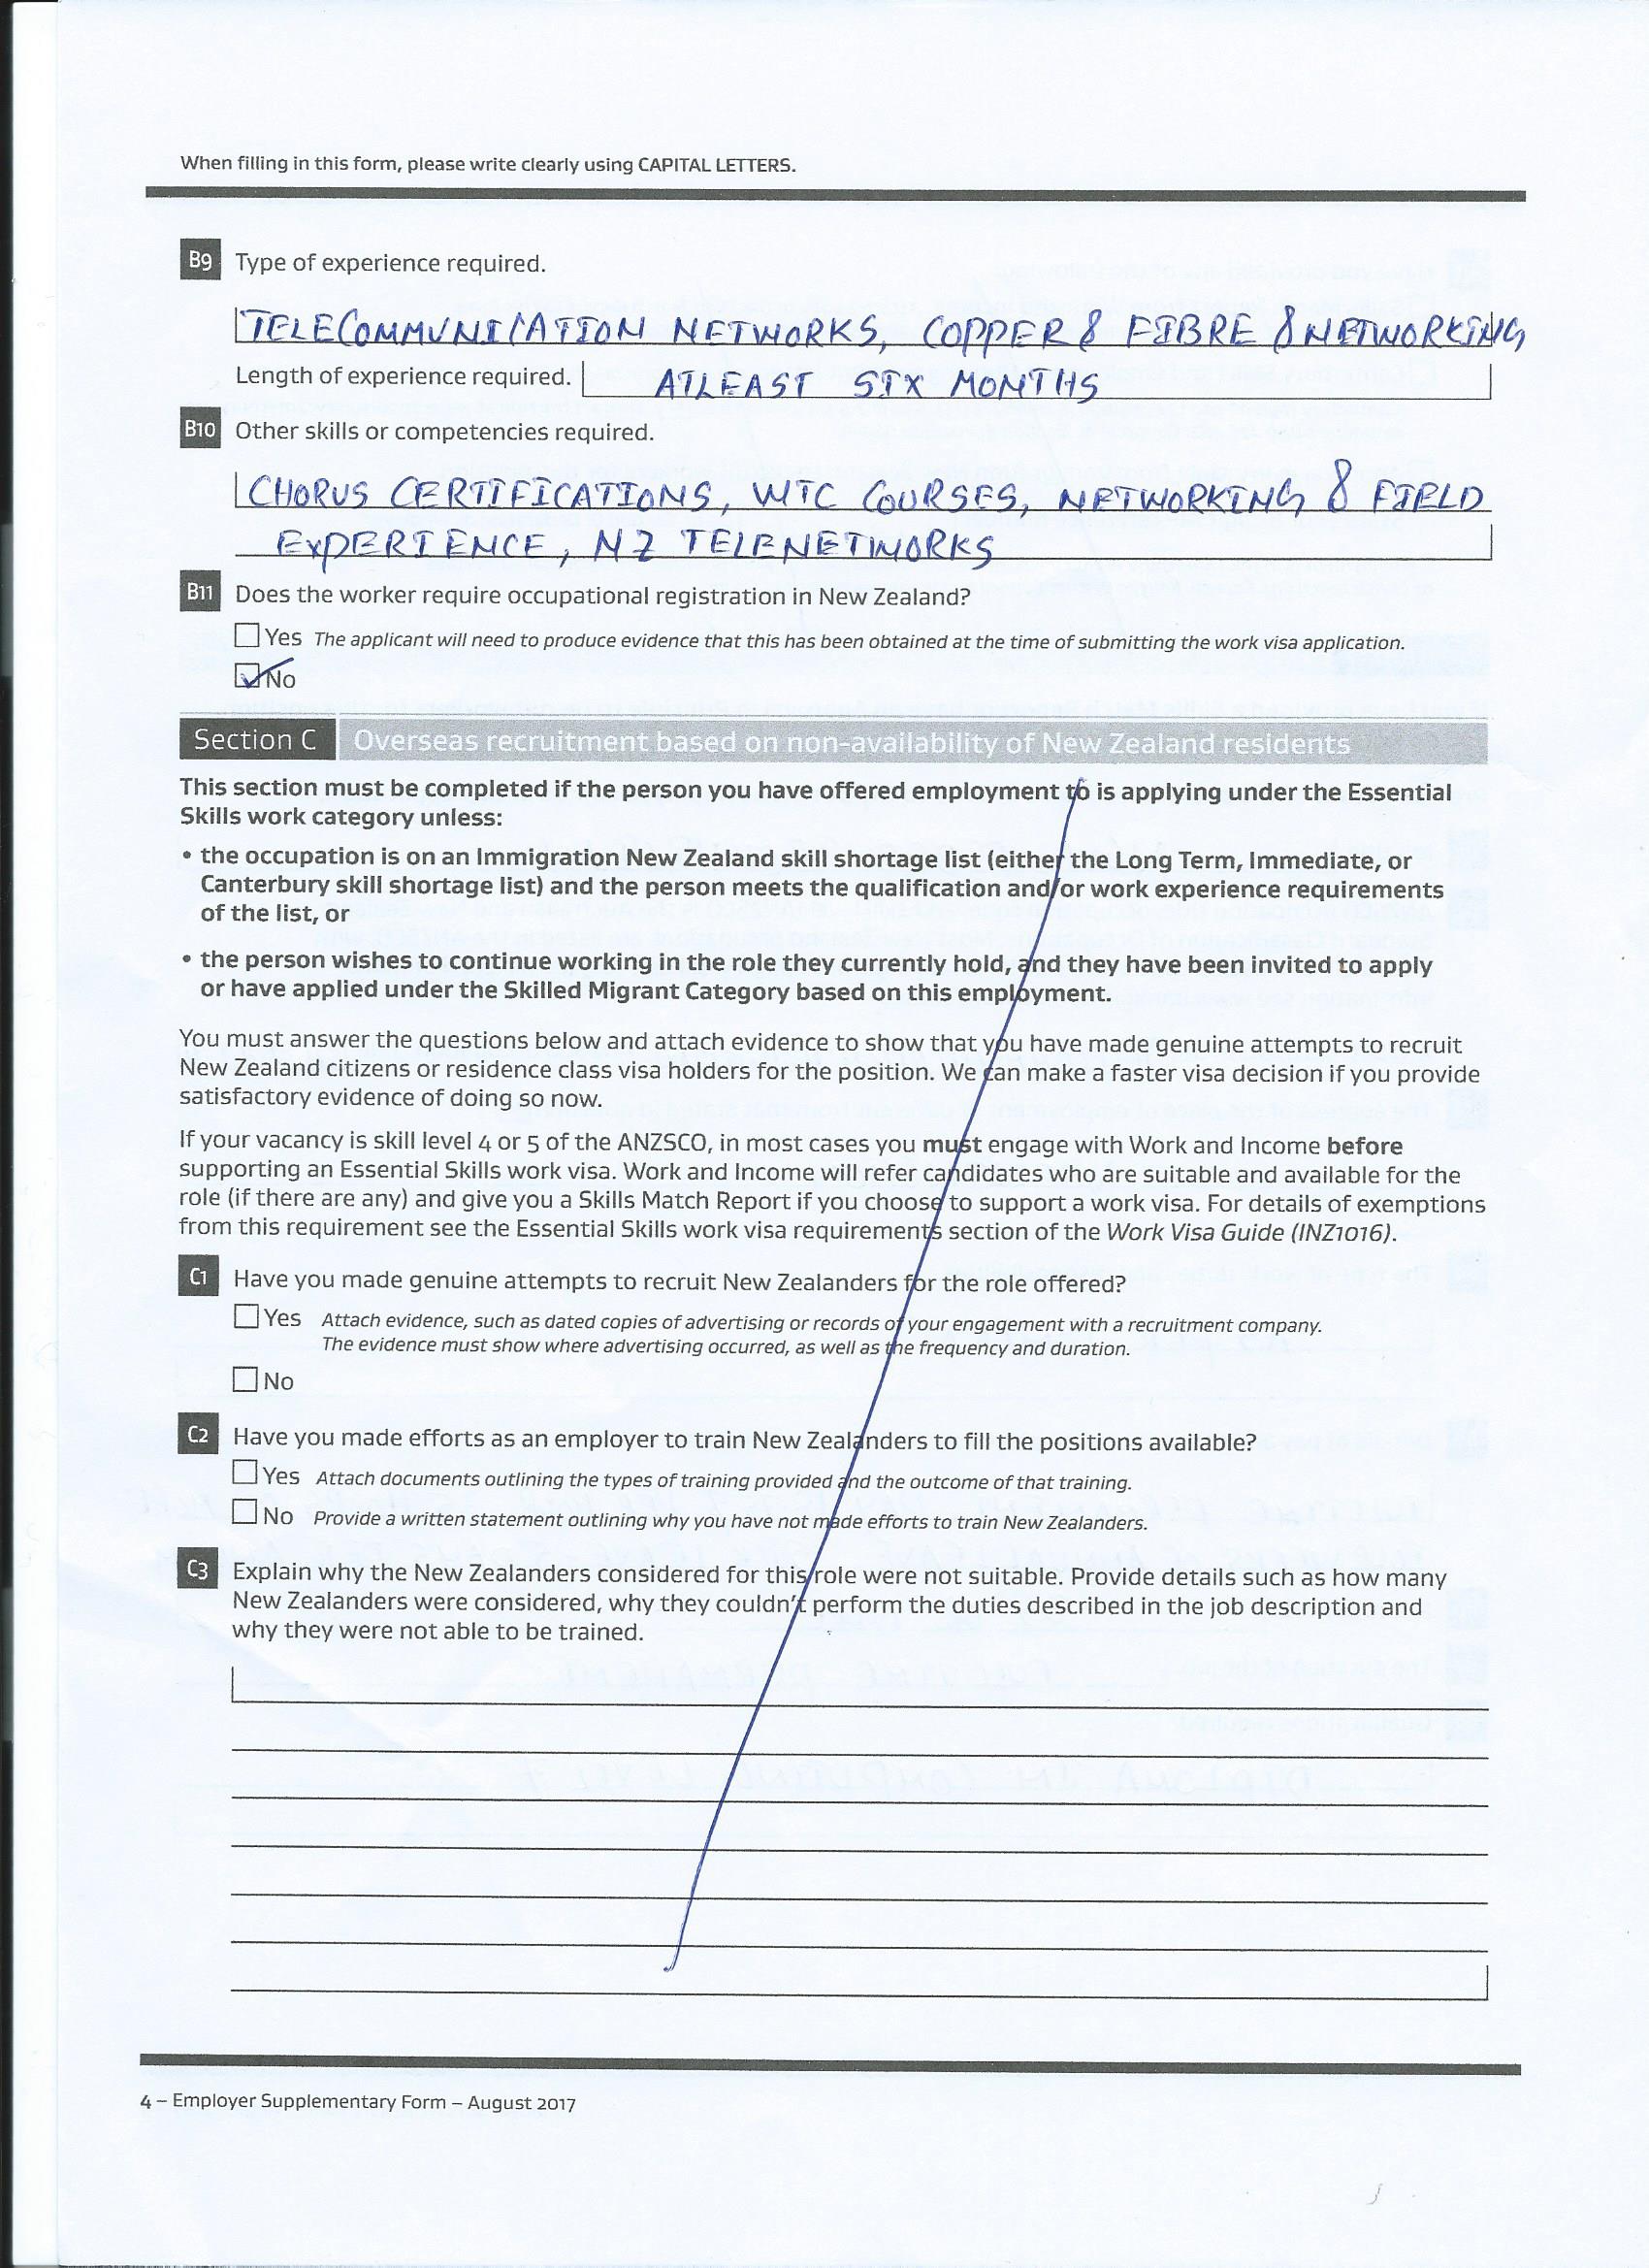 When filling in this form, please write clearly using CAPITAL LETTERS.
B9 Type of experience required.
TELECOMMUNICATION NETWORKS, COPPER & FIBRE & NETWORKING
Length of experience required. ATLEAST SIX MONTHS
B10 Other skills or competencies required.
CHORUS CERTIFICATIONS, WTC COURSES, NETWORKING & FIELD
EXPERIENCE, NZ TELENETWORKS
B11 Does the worker require occupational registration in New Zealand?
Yes The applicant will need to produce evidence that this has been obtained at the time of submitting the work visa application.
No
Section C Overseas recruitment based on non-availability of New Zealand residents
This section must be completed if the person you have offered employment to is applying under the Essential
Skills work category unless:
• the occupation is on an Immigration New Zealand skill shortage list (either the Long Term, Immediate, or
Canterbury skill shortage list) and the person meets the qualification and/or work experience requirements
of the list, or
• the person wishes to continue working in the role they currently hold, and they have been invited to apply
or have applied under the Skilled Migrant Category based on this employment.
You must answer the questions below and attach evidence to show that you have made genuine attempts to recruit
New Zealand citizens or residence class visa holders for the position. We can make a faster visa decision if you provide
satisfactory evidence of doing so now.
If your vacancy is skill level 4 or 5 of the ANZSCO, in most cases you must engage with Work and Income before
supporting an Essential Skills work visa. Work and Income will refer candidates who are suitable and available for the
role (if there are any) and give you a Skills Match Report if you choose to support a work visa. For details of exemptions
from this requirement see the Essential Skills work visa requirements section of the Work Visa Guide (INZ1016).
C1 Have you made genuine attempts to recruit New Zealanders for the role offered?
Yes Attach evidence, such as dated copies of advertising or records of your engagement with a recruitment company.
The evidence must show where advertising occurred, as well as the frequency and duration.
No
C2 Have you made efforts as an employer to train New Zealanders to fill the positions available?
Yes Attach documents outlining the types of training provided and the outcome of that training.
No Provide a written statement outlining why you have not made efforts to train New Zealanders.
C3 Explain why the New Zealanders considered for this role were not suitable. Provide details such as how many
New Zealanders were considered, why they couldn't perform the duties described in the job description and
why they were not able to be trained.
4 – Employer Supplementary Form – August 2017